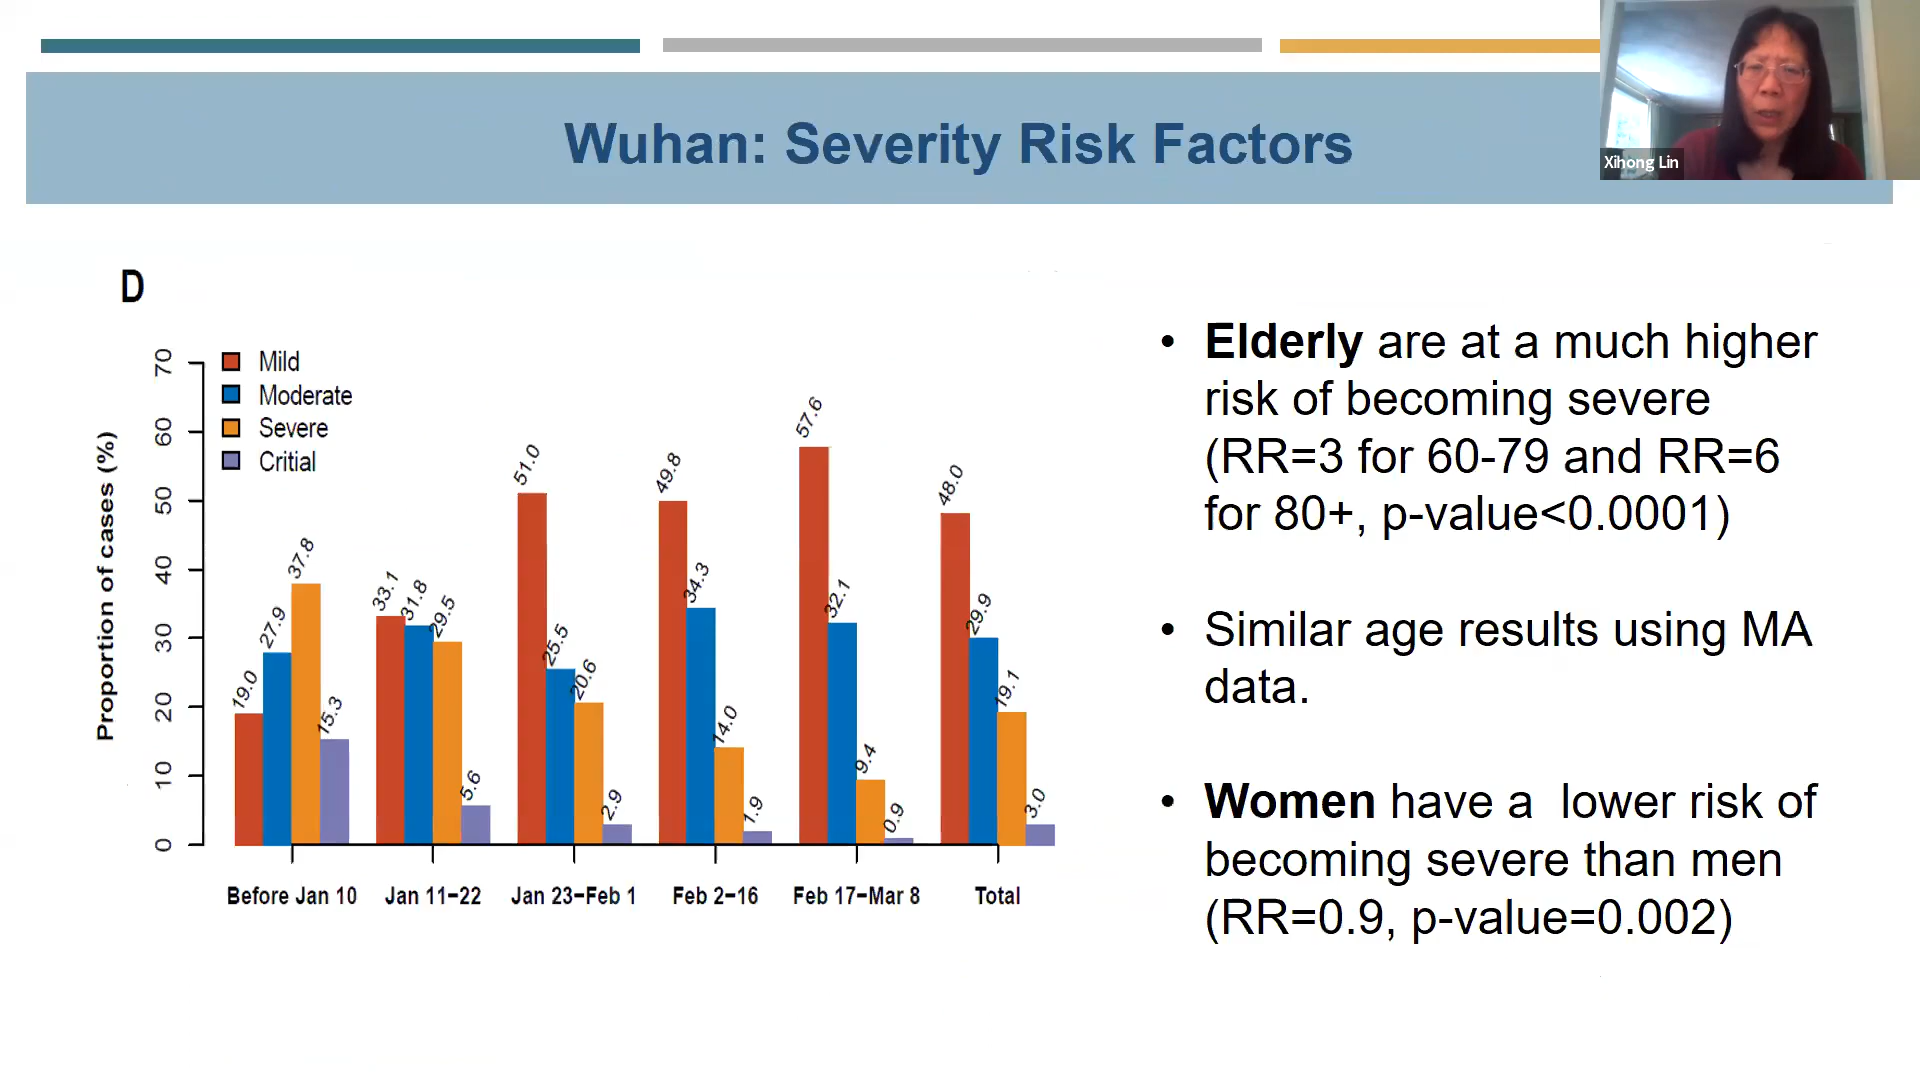 Wuhan: Severity Risk Factors
Xihong Lin
D
Mild
Moderate
Severe
Critial
Proportion of cases (%)
70
60
50
40
30
20
10
0
19.0
27.9
37.8
15.3
33.1
31.8
29.5
5.6
51.0
25.5
20.6
2.9
49.8
34.3
14.0
1.9
57.6
32.1
9.4
0.9
48.0
29.9
19.1
3.0
Before Jan 10
Jan 11–22
Jan 23–Feb 1
Feb 2–16
Feb 17–Mar 8
Total
• Elderly are at a much higher
risk of becoming severe
(RR=3 for 60-79 and RR=6
for 80+, p-value<0.0001)
• Similar age results using MA
data.
• Women have a  lower risk of
becoming severe than men
(RR=0.9, p-value=0.002)